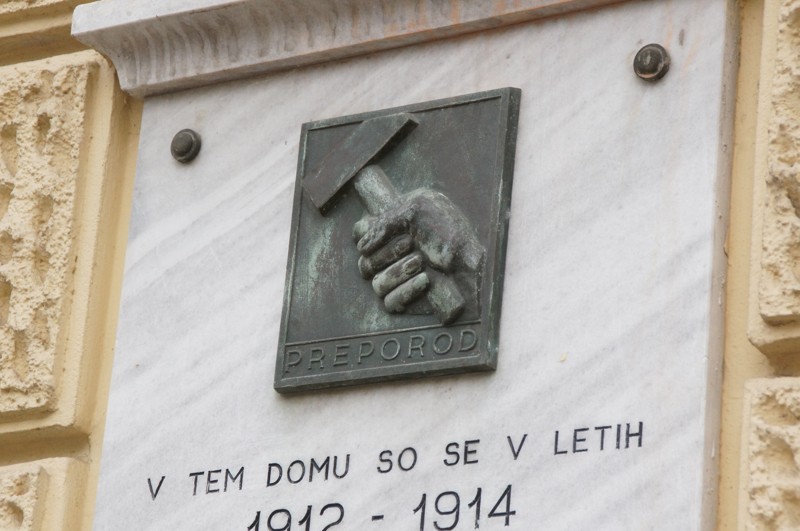 PREPOROD
V TEM DOMU SO SE V LETIH
1912 - 1914